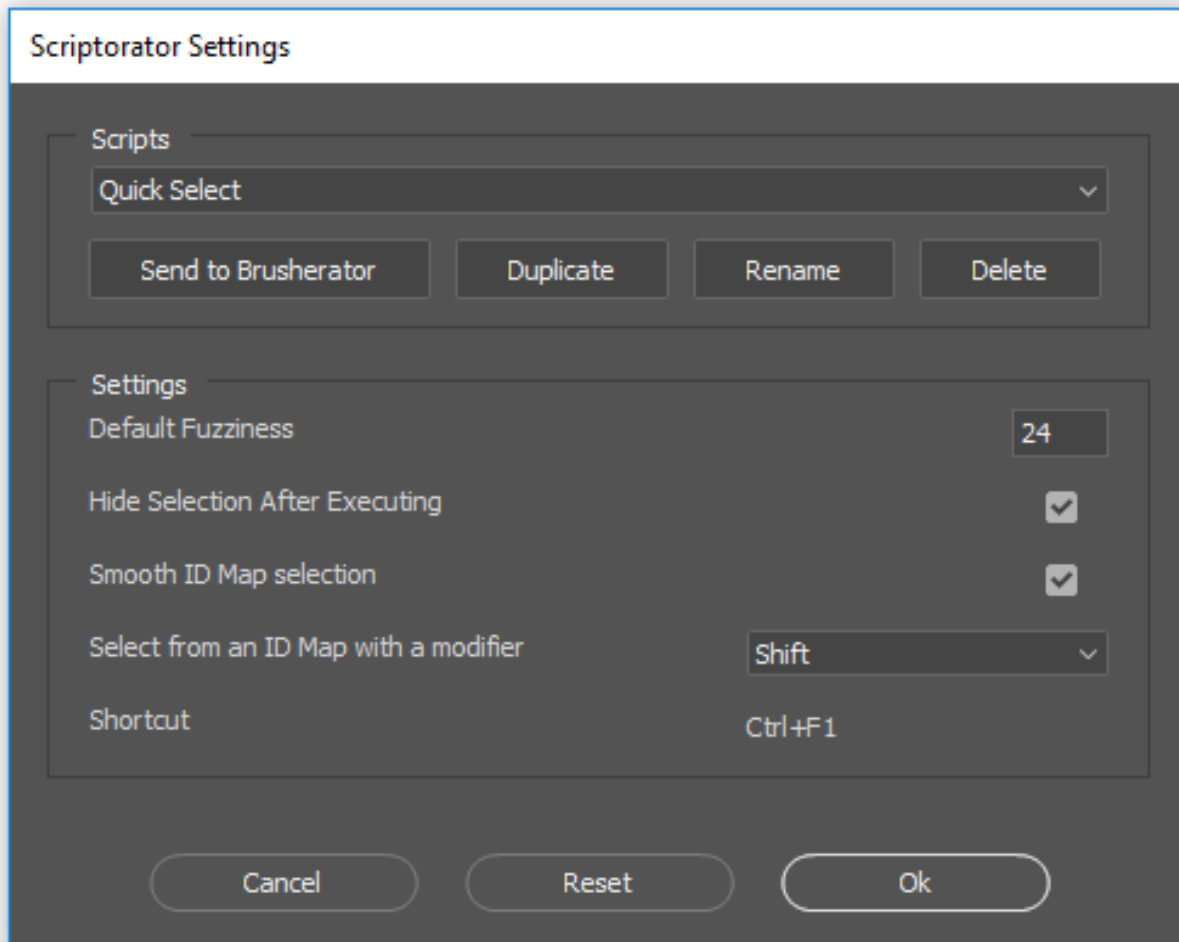 Scriptorator Settings
Scripts
Quick Select
Send to Brusherator Duplicate Rename Delete
Settings
Default Fuzziness 24
Hide Selection After Executing
Smooth ID Map selection
Select from an ID Map with a modifier Shift
Shortcut Ctrl+F1
Cancel Reset Ok